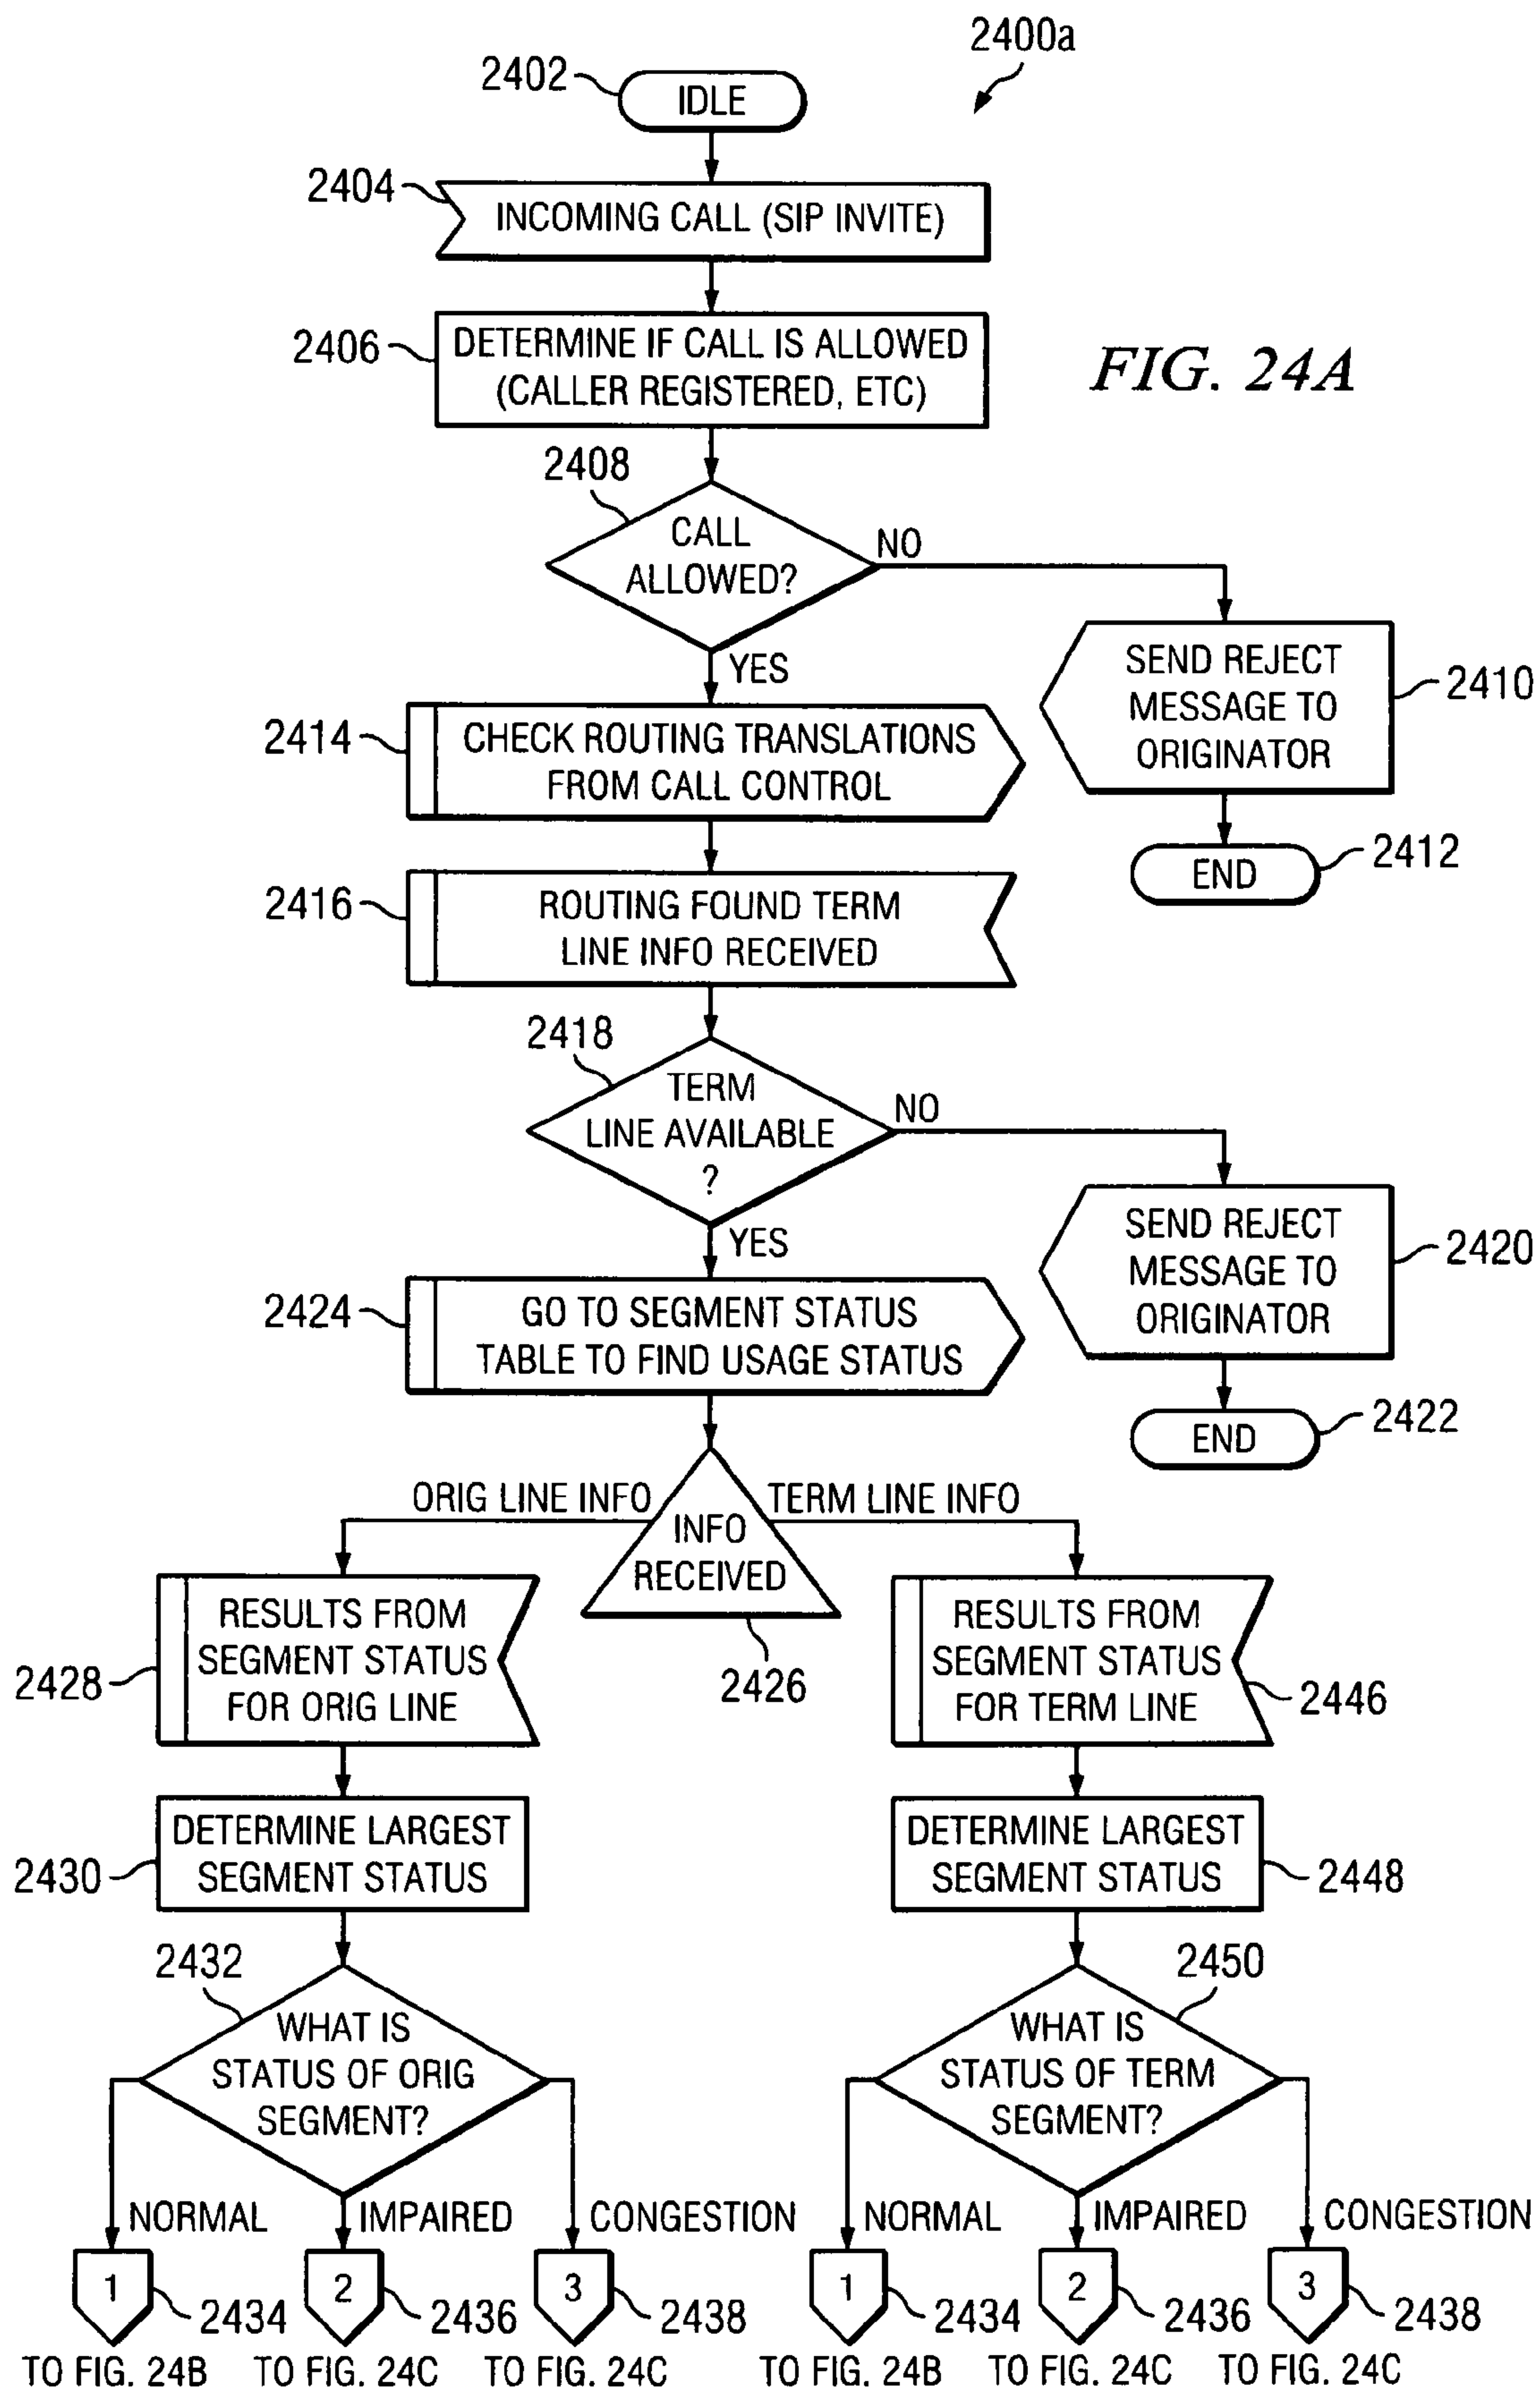 2400a
2402
IDLE
2404
INCOMING CALL (SIP INVITE)
2406
DETERMINE IF CALL IS ALLOWED
(CALLER REGISTERED, ETC)
FIG. 24A
2408
CALL
ALLOWED?
NO
YES
SEND REJECT
MESSAGE TO
ORIGINATOR
2410
2414
CHECK ROUTING TRANSLATIONS
FROM CALL CONTROL
END
2412
2416
ROUTING FOUND TERM
LINE INFO RECEIVED
2418
TERM
LINE AVAILABLE
?
NO
YES
SEND REJECT
MESSAGE TO
ORIGINATOR
2420
2424
GO TO SEGMENT STATUS
TABLE TO FIND USAGE STATUS
END
2422
ORIG LINE INFO
TERM LINE INFO
INFO
RECEIVED
2426
RESULTS FROM
SEGMENT STATUS
FOR ORIG LINE
2428
RESULTS FROM
SEGMENT STATUS
FOR TERM LINE
2446
DETERMINE LARGEST
SEGMENT STATUS
2430
DETERMINE LARGEST
SEGMENT STATUS
2448
2432
WHAT IS
STATUS OF ORIG
SEGMENT?
2450
WHAT IS
STATUS OF TERM
SEGMENT?
NORMAL
IMPAIRED
CONGESTION
NORMAL
IMPAIRED
CONGESTION
1
2434
2
2436
3
2438
1
2434
2
2436
3
2438
TO FIG. 24B
TO FIG. 24C
TO FIG. 24C
TO FIG. 24B
TO FIG. 24C
TO FIG. 24C